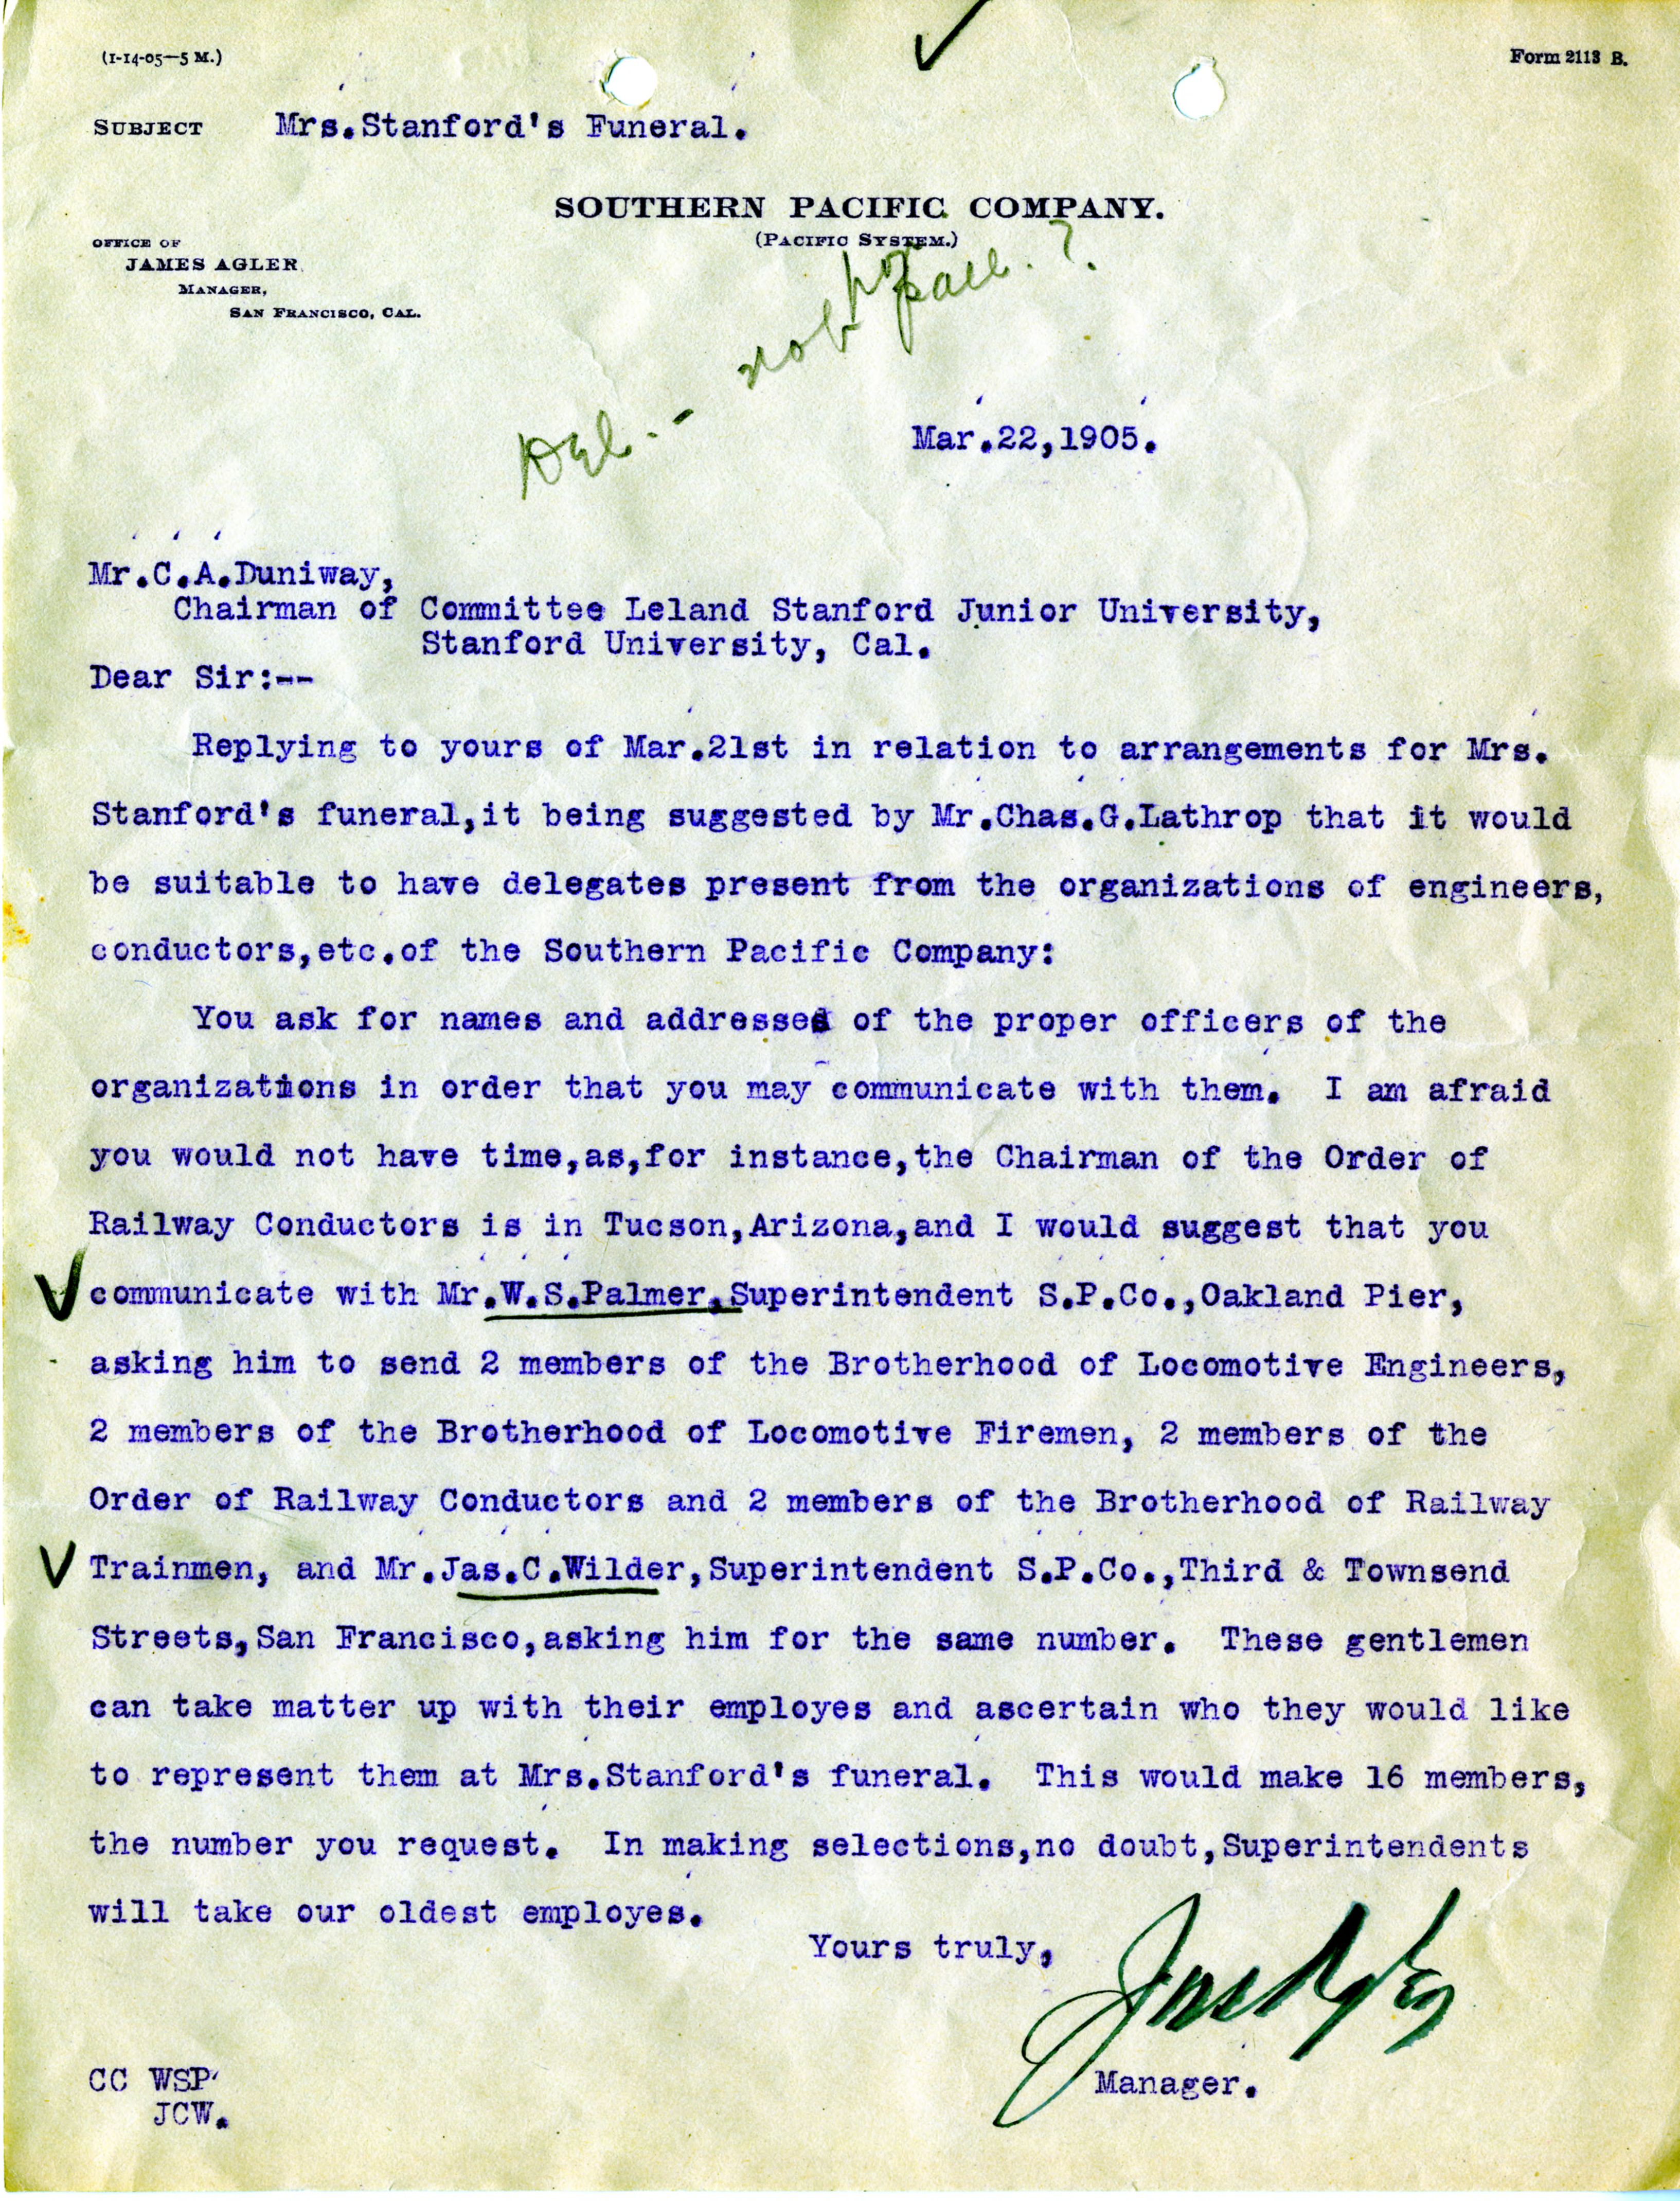 (1-14-05—5 M.)
Form 2113 B.
SUBJECT Mrs.Stanford's Funeral.
SOUTHERN PACIFIC COMPANY.
(PACIFIC SYSTEM.)
OFFICE OF
JAMES AGLER
MANAGER,
SAN FRANCISCO, CAL.
Del. - not pall. ?
Mar.22,1905.
Mr.C.A.Duniway,
Chairman of Committee Leland Stanford Junior University,
Stanford University, Cal.
Dear Sir:--
Replying to yours of Mar.21st in relation to arrangements for Mrs.
Stanford's funeral,it being suggested by Mr.Chas.G.Lathrop that it would
be suitable to have delegates present from the organizations of engineers,
conductors,etc.of the Southern Pacific Company:
You ask for names and addresses of the proper officers of the
organizations in order that you may communicate with them. I am afraid
you would not have time,as,for instance,the Chairman of the Order of
Railway Conductors is in Tucson,Arizona,and I would suggest that you
communicate with Mr.W.S.Palmer,Superintendent S.P.Co.,Oakland Pier,
asking him to send 2 members of the Brotherhood of Locomotive Engineers,
2 members of the Brotherhood of Locomotive Firemen, 2 members of the
Order of Railway Conductors and 2 members of the Brotherhood of Railway
Trainmen, and Mr.Jas.C.Wilder,Superintendent S.P.Co.,Third & Townsend
Streets,San Francisco,asking him for the same number. These gentlemen
can take matter up with their employes and ascertain who they would like
to represent them at Mrs.Stanford's funeral. This would make 16 members,
the number you request. In making selections,no doubt,Superintendents
will take our oldest employes.
Yours truly,
Jas Agler
Manager.
CC WSP
JCW.